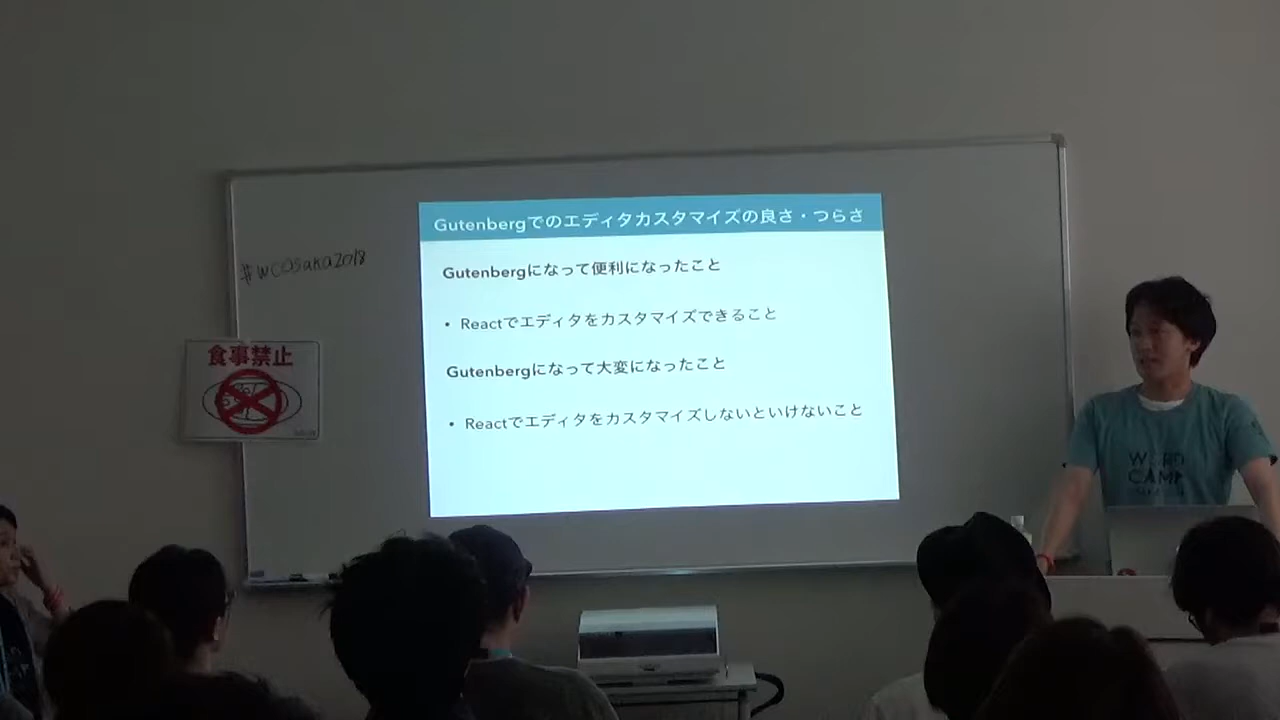 Gutenbergでのエディタカスタマイズの良さ・つらさ
Gutenbergになって便利になったこと
• Reactでエディタをカスタマイズできること
Gutenbergになって大変になったこと
• Reactでエディタをカスタマイズしないといけないこと
#wcosaka2018
食事禁止
WORD
CAMP